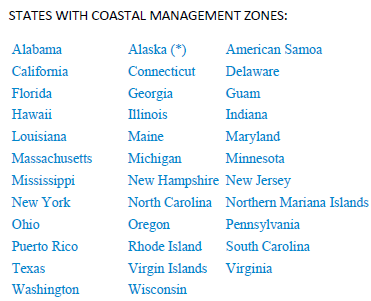 STATES WITH COASTAL MANAGEMENT ZONES:
Alabama Alaska (*) American Samoa
California Connecticut Delaware
Florida Georgia Guam
Hawaii Illinois Indiana
Louisiana Maine Maryland
Massachusetts Michigan Minnesota
Mississippi New Hampshire New Jersey
New York North Carolina Northern Mariana Islands
Ohio Oregon Pennsylvania
Puerto Rico Rhode Island South Carolina
Texas Virgin Islands Virginia
Washington Wisconsin